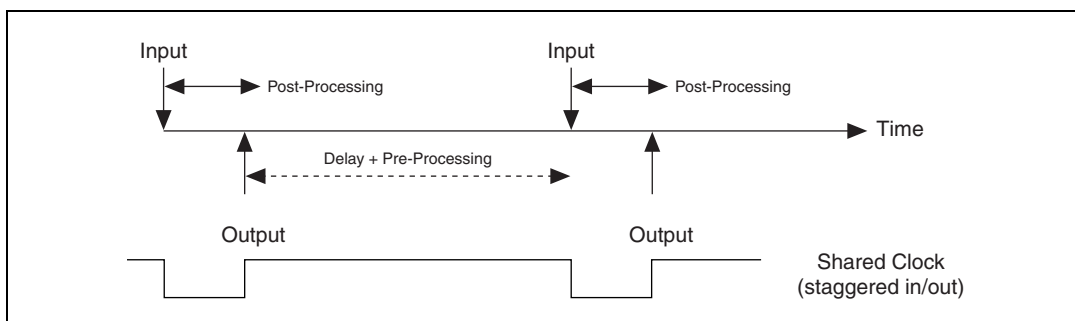 Input
Input
Post-Processing
Post-Processing
Time
Delay + Pre-Processing
Output
Output
Shared Clock
(staggered in/out)